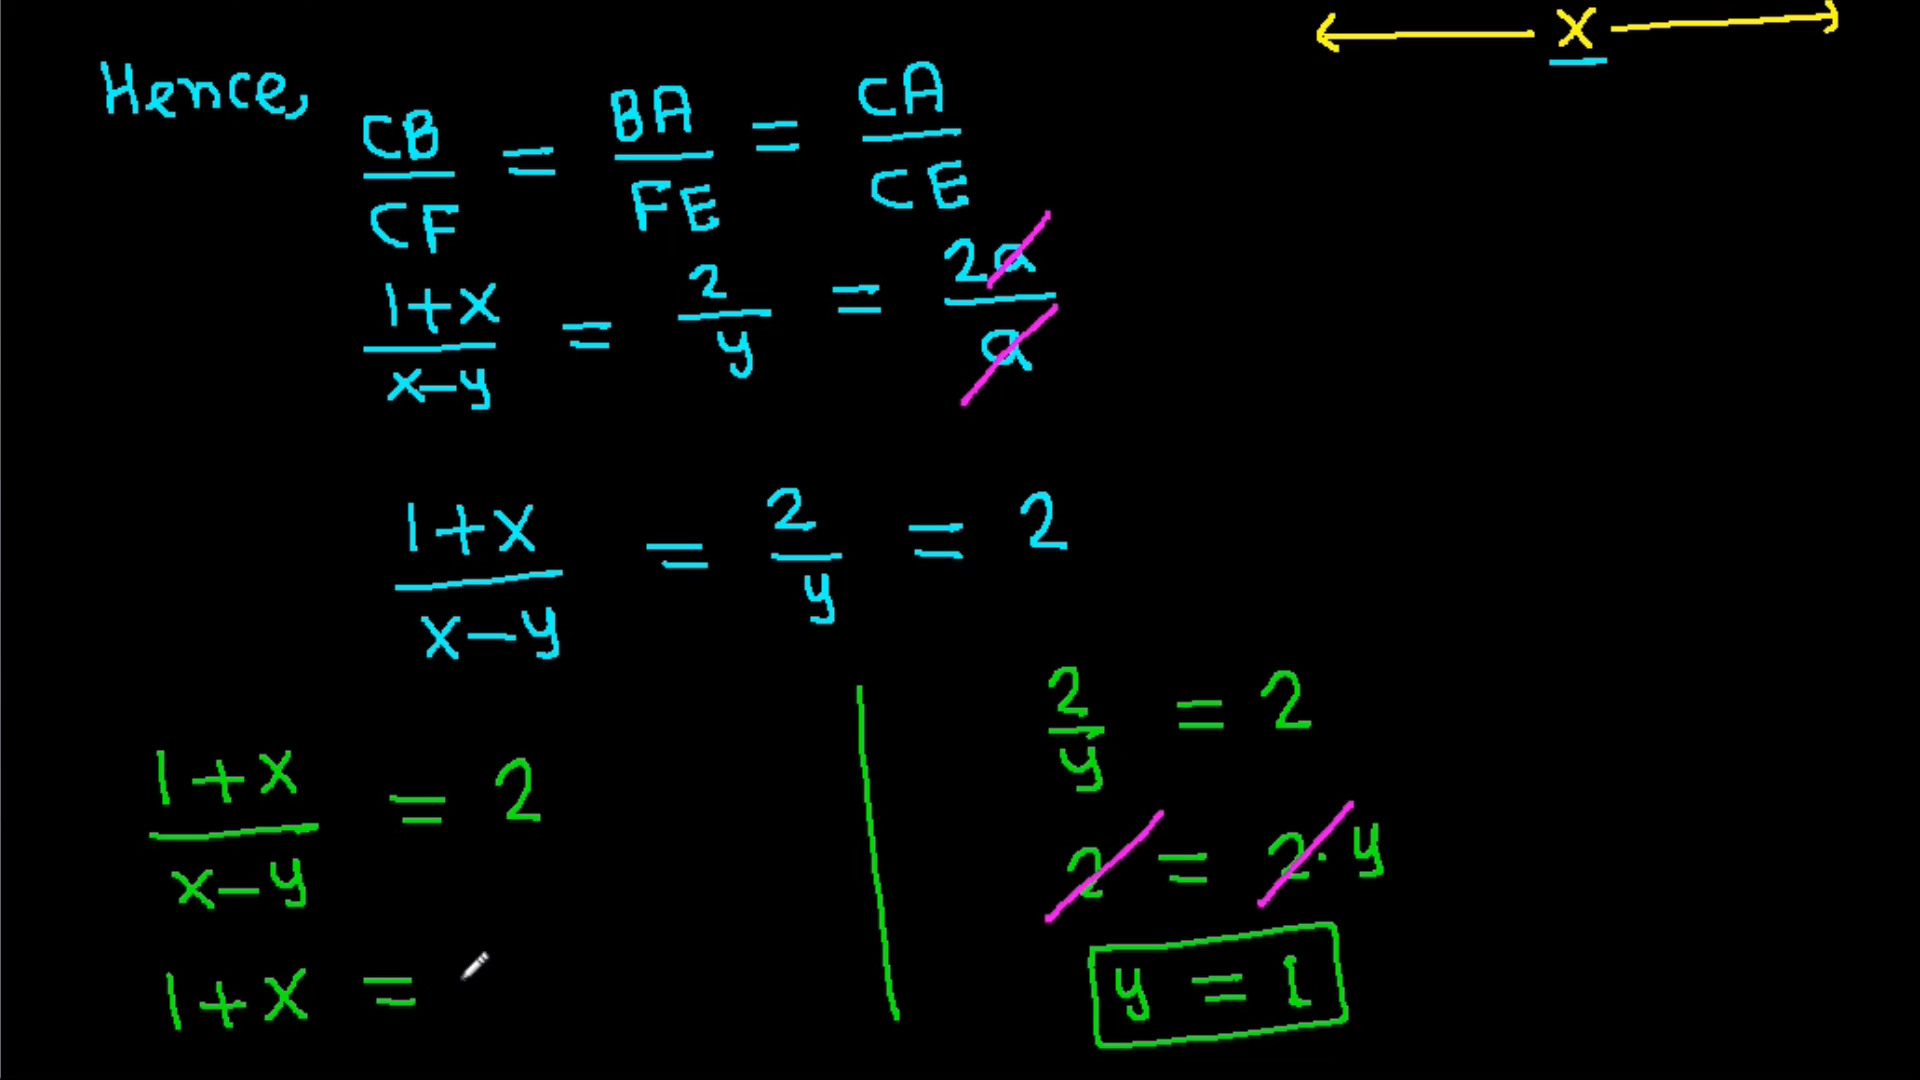 x
Hence,
CB/CF = BA/FE = CA/CE
1+x/x-y = 2/y = 2a/a
1+x/x-y = 2/y = 2
1+x/x-y = 2
1+x =
2/y = 2
2 = 2·y
y = 1